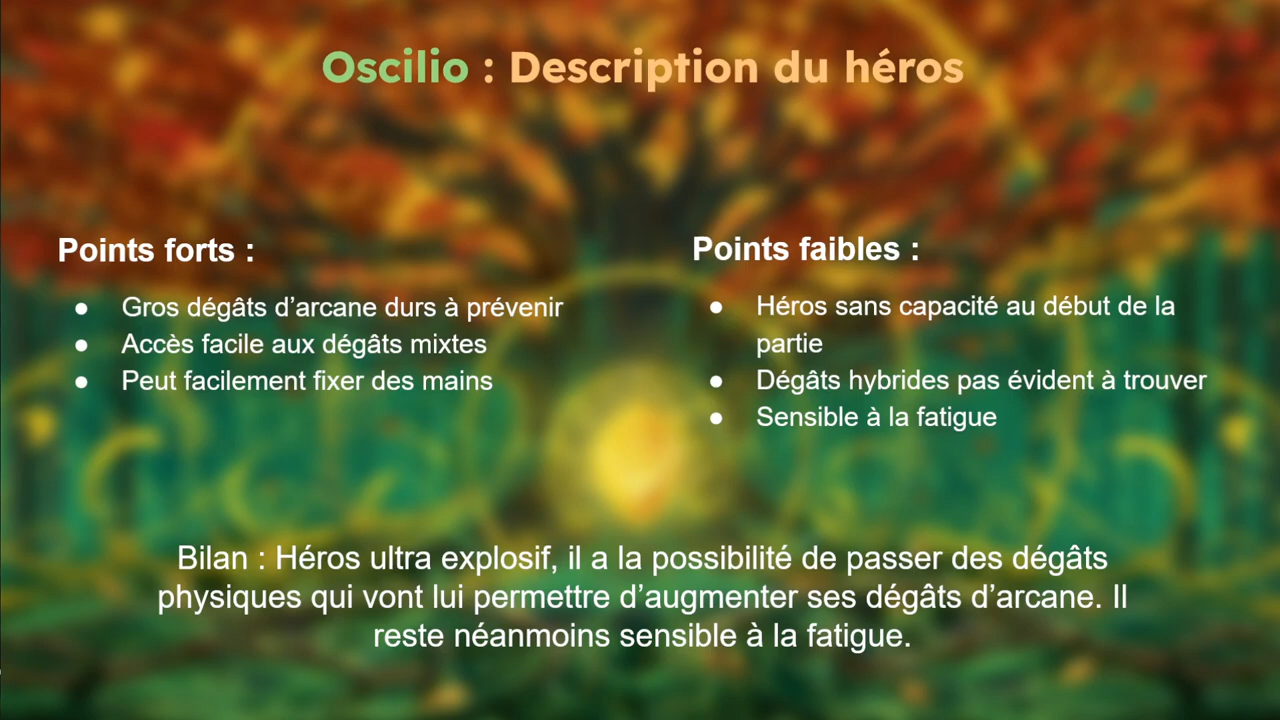 Oscilio : Description du héros
Points forts :
● Gros dégâts d’arcane durs à prévenir
● Accès facile aux dégâts mixtes
● Peut facilement fixer des mains
Points faibles :
● Héros sans capacité au début de la
partie
● Dégâts hybrides pas évident à trouver
● Sensible à la fatigue
Bilan : Héros ultra explosif, il a la possibilité de passer des dégâts
physiques qui vont lui permettre d’augmenter ses dégâts d’arcane. Il
reste néanmoins sensible à la fatigue.